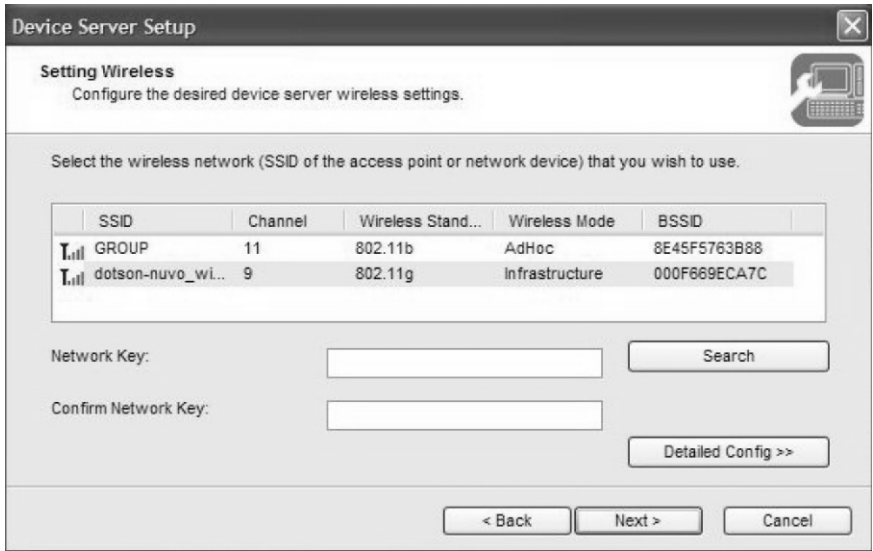 Device Server Setup
Setting Wireless
Configure the desired device server wireless settings.
Select the wireless network (SSID of the access point or network device) that you wish to use.
SSID Channel Wireless Stand... Wireless Mode BSSID
GROUP 11 802.11b AdHoc 8E45F5763B88
dotson-nuvo_wi... 9 802.11g Infrastructure 000F669ECA7C
Network Key:
Search
Confirm Network Key:
Detailed Config >>
< Back Next > Cancel